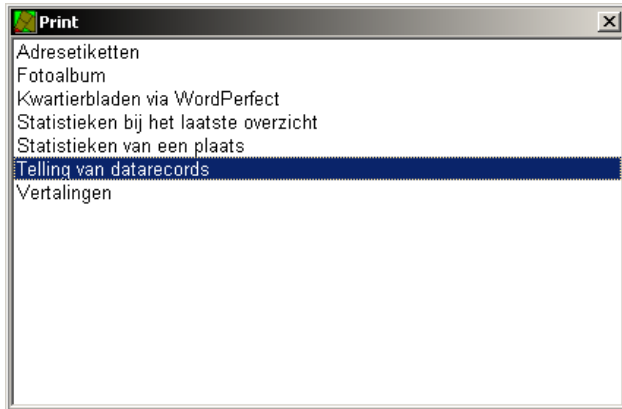 Print
Adresetiketten
Fotoalbum
Kwartierbladen via WordPerfect
Statistieken bij het laatste overzicht
Statistieken van een plaats
Telling van datarecords
Vertalingen